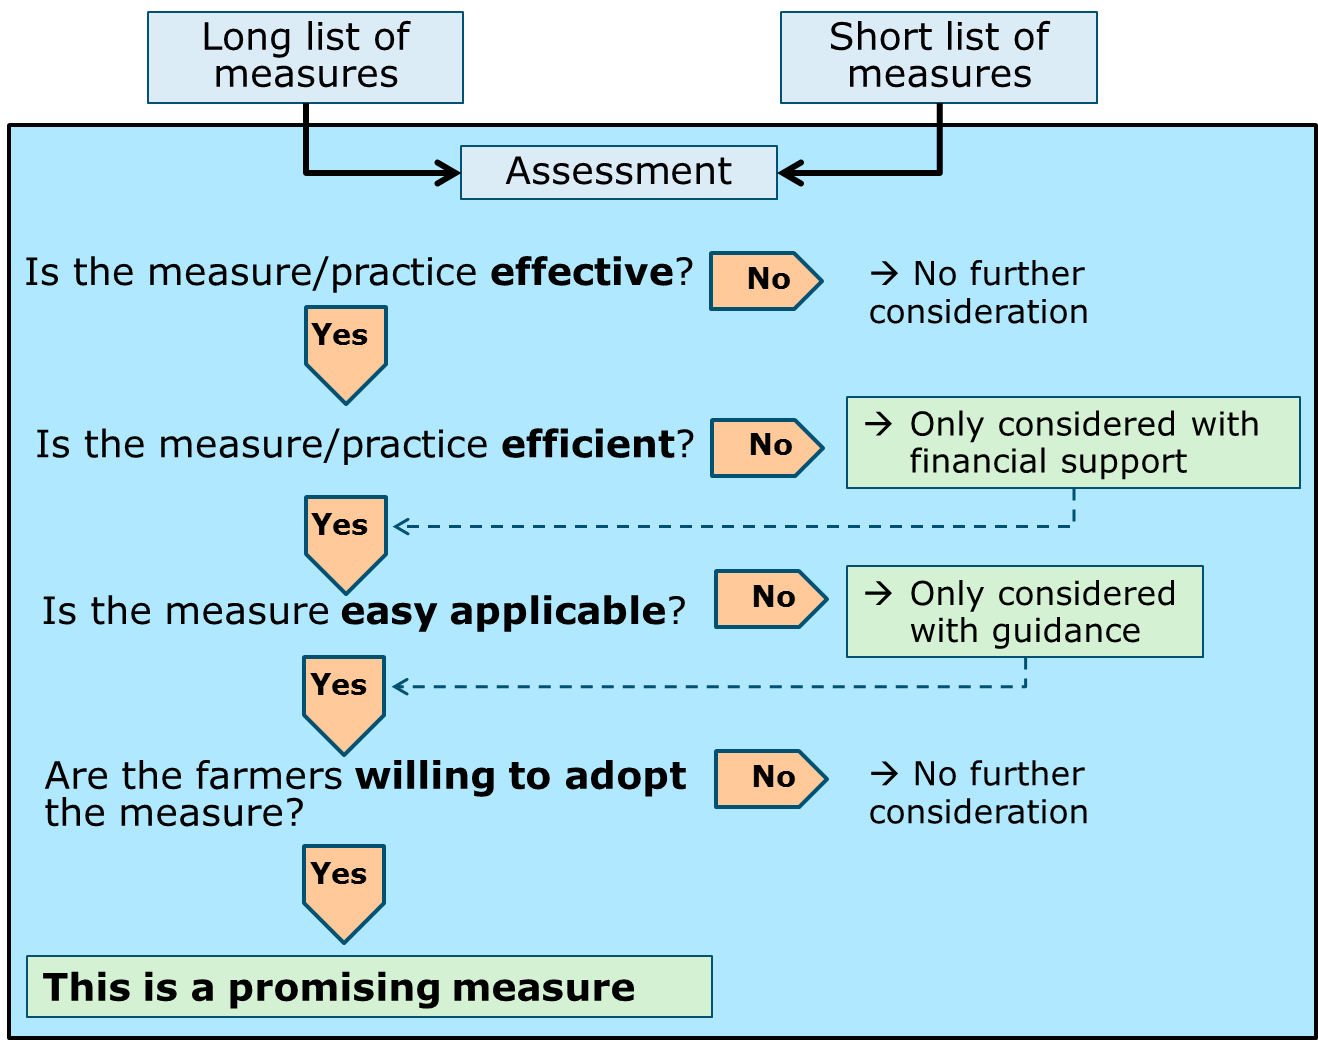 Long list of
measures
Short list of
measures
Assessment
Is the measure/practice effective?
No
→ No further
consideration
Yes
Is the measure/practice efficient?
No
→ Only considered with
financial support
Yes
Is the measure easy applicable?
No
→ Only considered
with guidance
Yes
Are the farmers willing to adopt
the measure?
No
→ No further
consideration
Yes
This is a promising measure